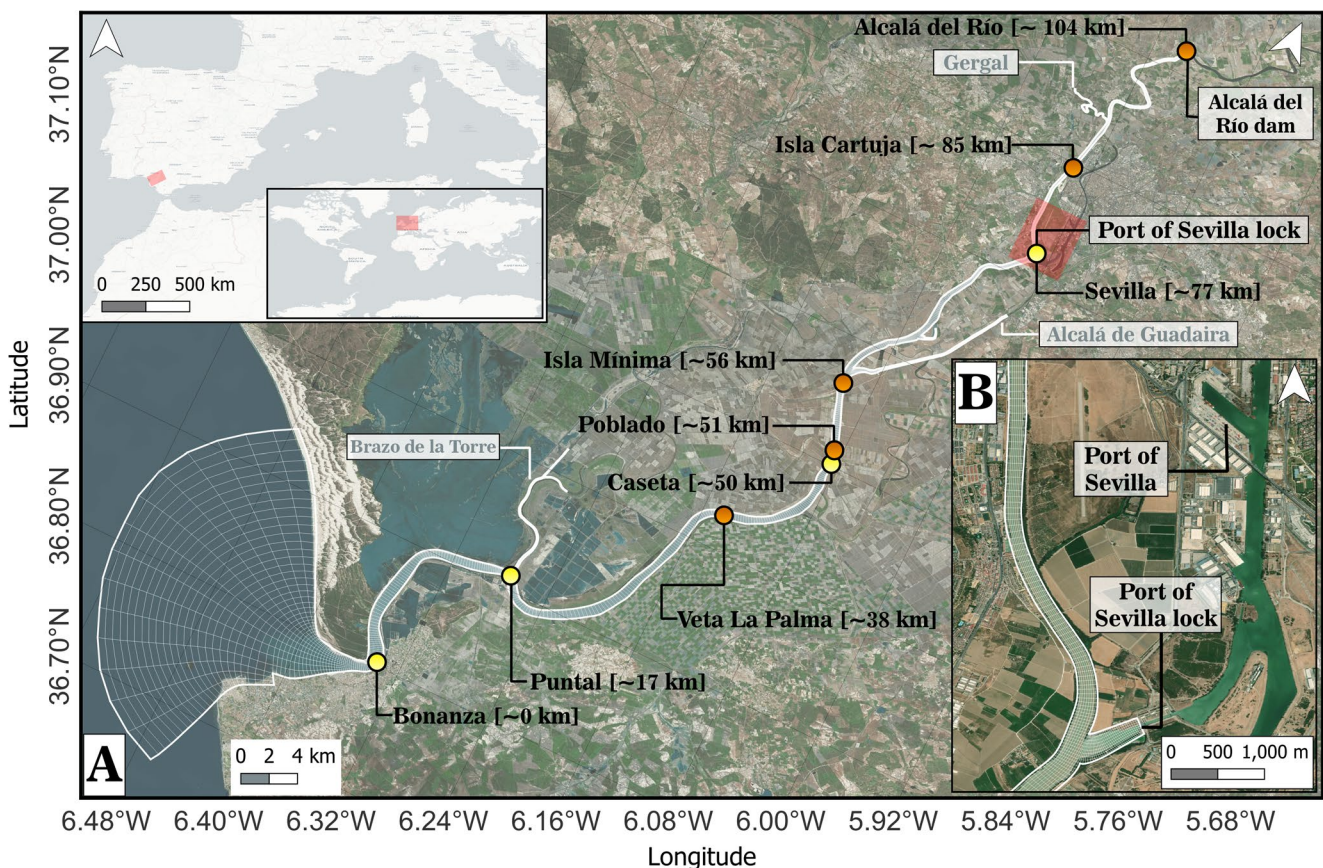 Alcalá del Río [~ 104 km]
Gergal
Alcalá del
Río dam
Isla Cartuja [~ 85 km]
Port of Sevilla lock
Sevilla [~77 km]
Alcalá de Guadaira
Isla Mínima [~56 km]
Poblado [~51 km]
Brazo de la Torre
Caseta [~50 km]
Veta La Palma [~38 km]
Puntal [~17 km]
Bonanza [~0 km]
0 250 500 km
A
0 2 4 km
B
Port of
Sevilla
Port of
Sevilla lock
0 500 1,000 m
Latitude
37.10°N
37.00°N
36.90°N
36.80°N
36.70°N
6.48°W 6.40°W 6.32°W 6.24°W 6.16°W 6.08°W 6.00°W 5.92°W 5.84°W 5.76°W 5.68°W
Longitude